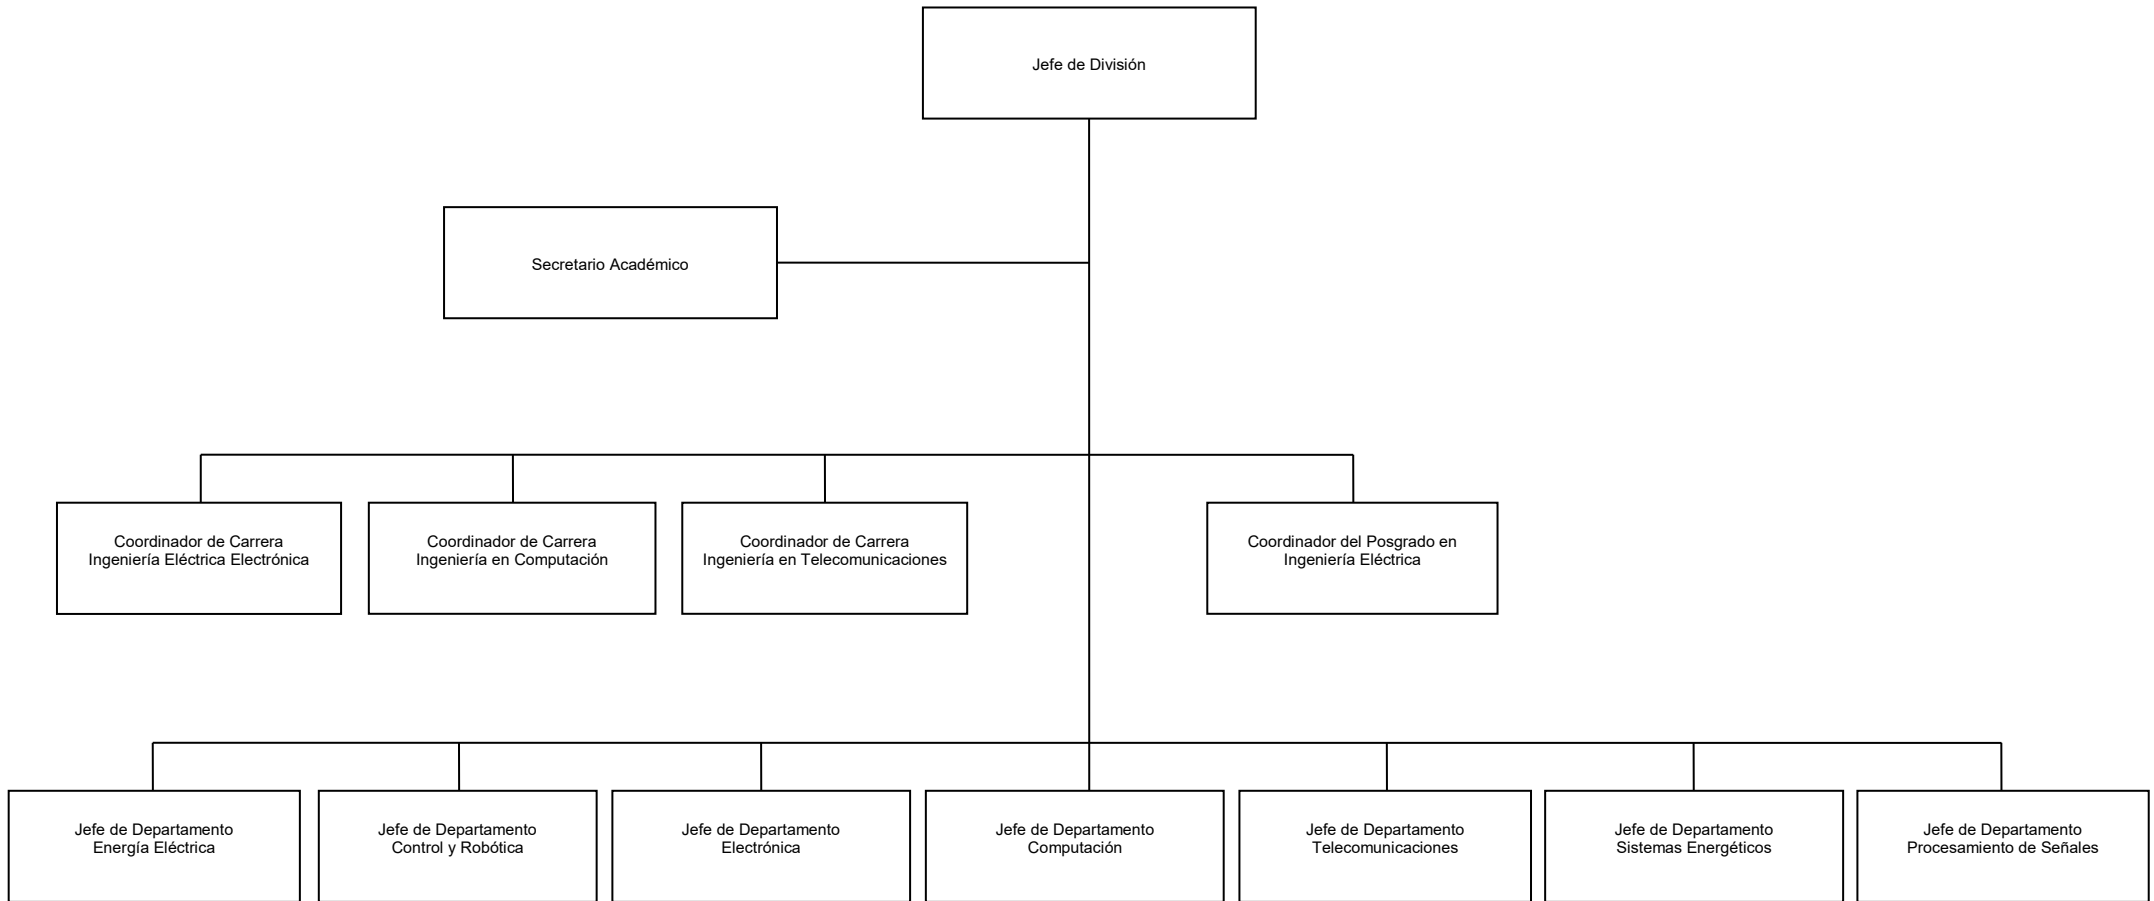 Jefe de División
Secretario Académico
Coordinador de Carrera
Ingeniería Eléctrica Electrónica
Coordinador de Carrera
Ingeniería en Computación
Coordinador de Carrera
Ingeniería en Telecomunicaciones
Coordinador del Posgrado en
Ingeniería Eléctrica
Jefe de Departamento
Energía Eléctrica
Jefe de Departamento
Control y Robótica
Jefe de Departamento
Electrónica
Jefe de Departamento
Computación
Jefe de Departamento
Telecomunicaciones
Jefe de Departamento
Sistemas Energéticos
Jefe de Departamento
Procesamiento de Señales